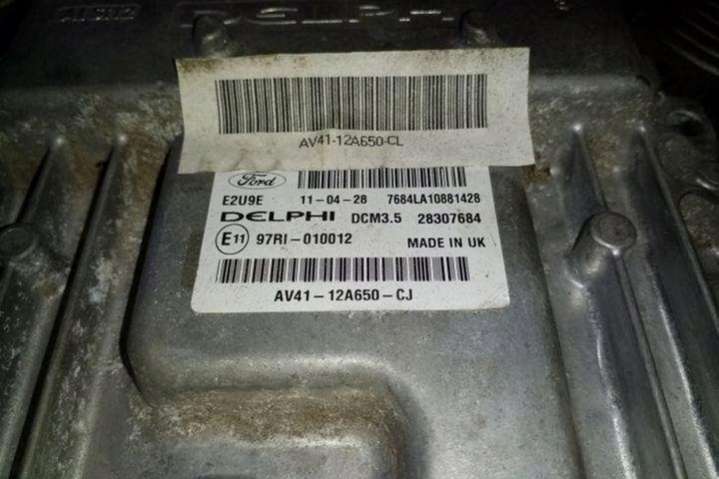 DELPHI
AV41-12A650-CL
Ford
E2U9E 11-04-28 7684LA10881428
DELPHI DCM3.5 28307684
E11 97RI-010012 MADE IN UK
AV41-12A650-CJ